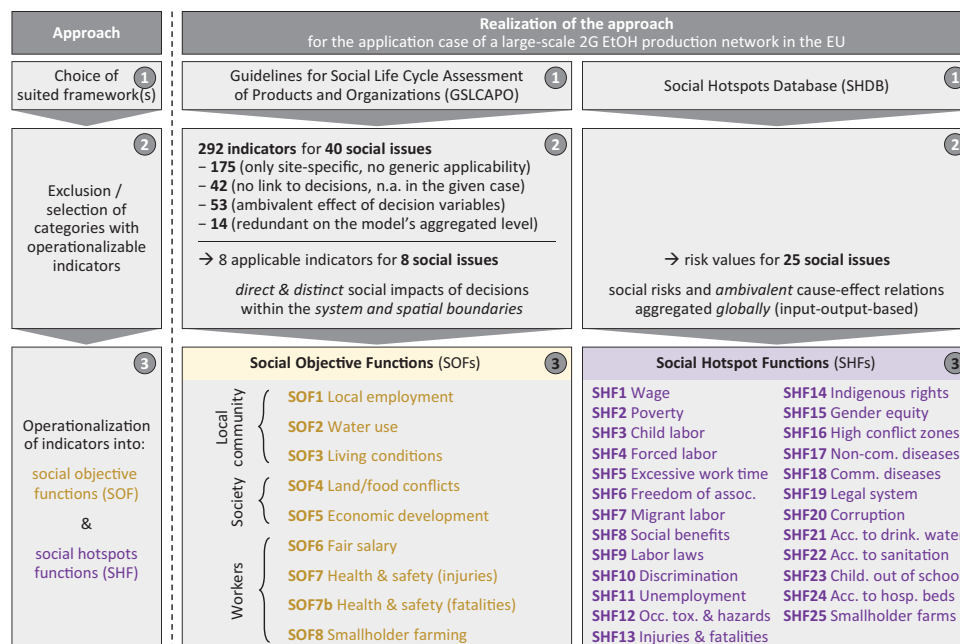 Approach
Realization of the approach
for the application case of a large-scale 2G EtOH production network in the EU
Choice of
suited framework(s)
1
Guidelines for Social Life Cycle Assessment
of Products and Organizations (GSLCAPO)
1
Social Hotspots Database (SHDB)
1
2
Exclusion /
selection of
categories with
operationalizable
indicators
2
292 indicators for 40 social issues
– 175 (only site-specific, no generic applicability)
– 42 (no link to decisions, n.a. in the given case)
– 53 (ambivalent effect of decision variables)
– 14 (redundant on the model's aggregated level)
→ 8 applicable indicators for 8 social issues
direct & distinct social impacts of decisions
within the system and spatial boundaries
2
→ risk values for 25 social issues
social risks and ambivalent cause-effect relations
aggregated globally (input-output-based)
3
Operationalization
of indicators into:
social objective
functions (SOF)
&
social hotspots
functions (SHF)
Social Objective Functions (SOFs)
3
Local
community
SOF1 Local employment
SOF2 Water use
SOF3 Living conditions
Society
SOF4 Land/food conflicts
SOF5 Economic development
Workers
SOF6 Fair salary
SOF7 Health & safety (injuries)
SOF7b Health & safety (fatalities)
SOF8 Smallholder farming
Social Hotspot Functions (SHFs)
3
SHF1 Wage
SHF2 Poverty
SHF3 Child labor
SHF4 Forced labor
SHF5 Excessive work time
SHF6 Freedom of assoc.
SHF7 Migrant labor
SHF8 Social benefits
SHF9 Labor laws
SHF10 Discrimination
SHF11 Unemployment
SHF12 Occ. tox. & hazards
SHF13 Injuries & fatalities
SHF14 Indigenous rights
SHF15 Gender equity
SHF16 High conflict zones
SHF17 Non-com. diseases
SHF18 Comm. diseases
SHF19 Legal system
SHF20 Corruption
SHF21 Acc. to drink. water
SHF22 Acc. to sanitation
SHF23 Child. out of schoo
SHF24 Acc. to hosp. beds
SHF25 Smallholder farms